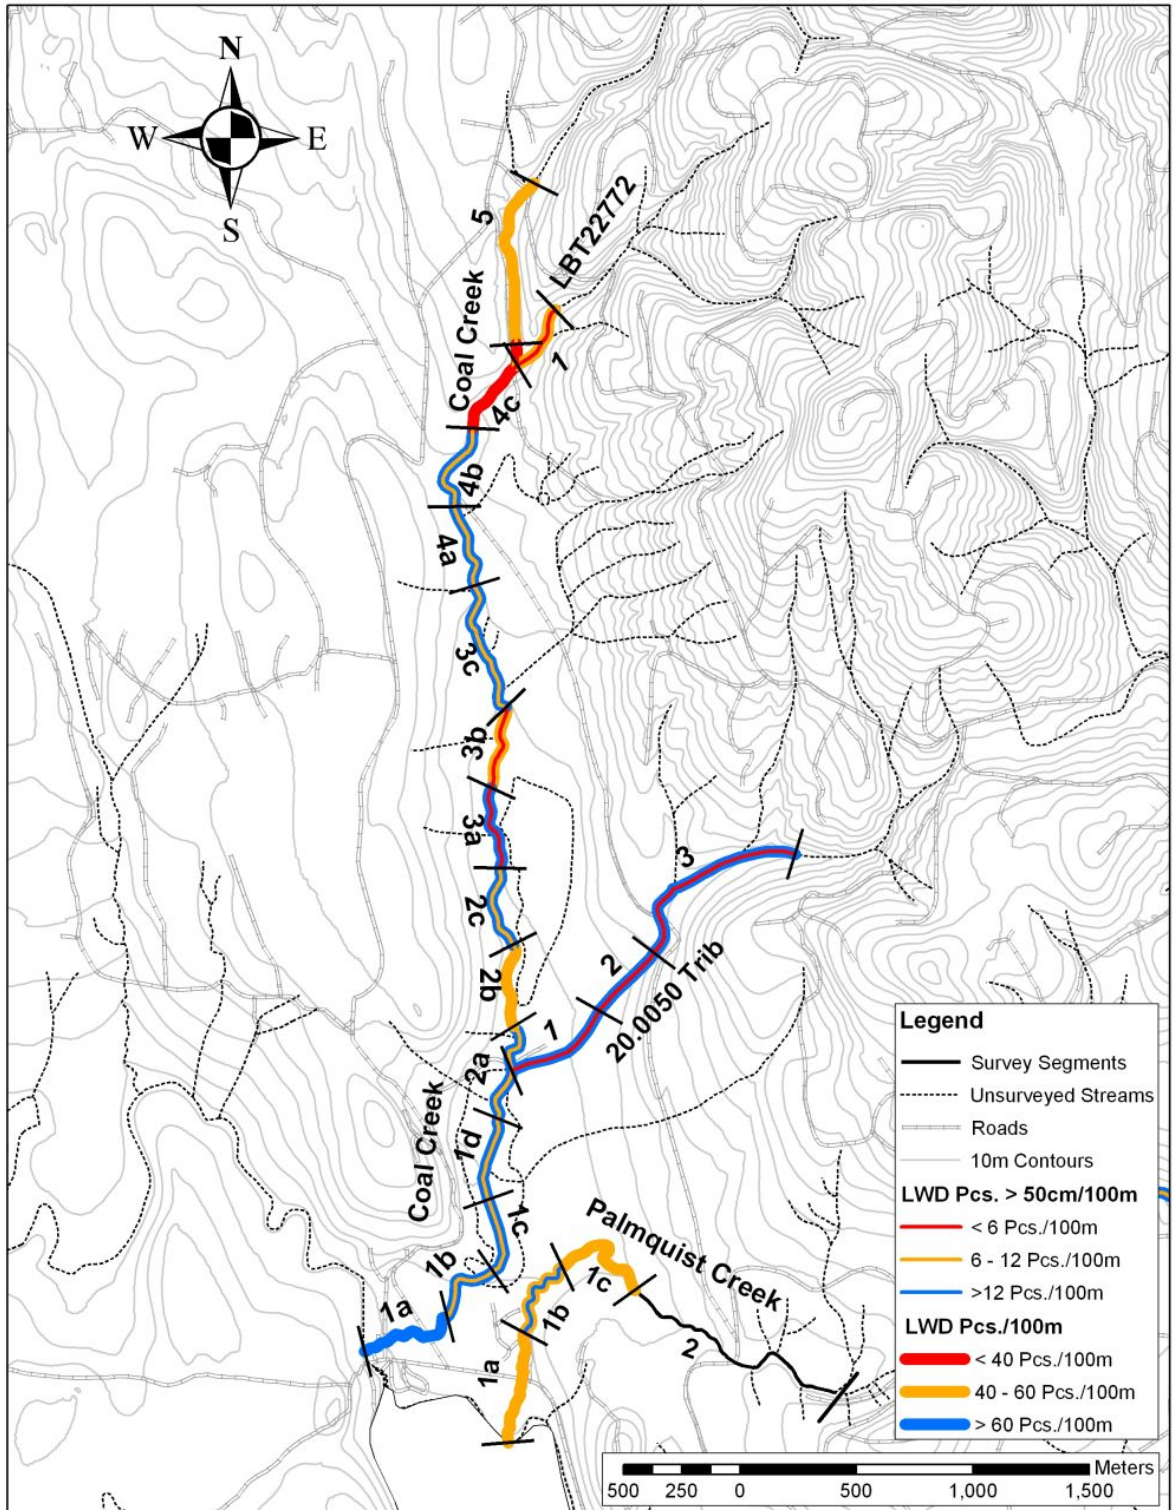 N
W
E
S
5
LBT22772
Coal Creek
1
4c
4b
4a
3c
3b
3a
3
2c
2
2b
20.0050 Trib
1
2a
Coal Creek
1d
1c
Palmquist Creek
1b
1c
1a
1b
2
1a
Legend
Survey Segments
Unsurveyed Streams
Roads
10m Contours
LWD Pcs. > 50cm/100m
< 6 Pcs./100m
6 - 12 Pcs./100m
>12 Pcs./100m
LWD Pcs./100m
< 40 Pcs./100m
40 - 60 Pcs./100m
> 60 Pcs./100m
Meters
500 250 0 500 1,000 1,500